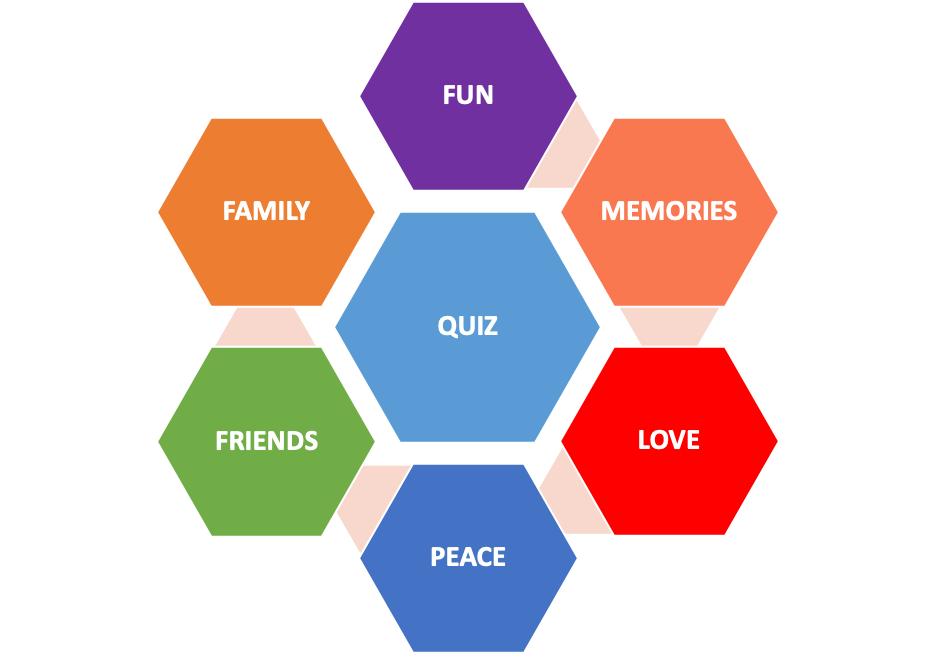 FUN
FAMILY
MEMORIES
QUIZ
FRIENDS
LOVE
PEACE